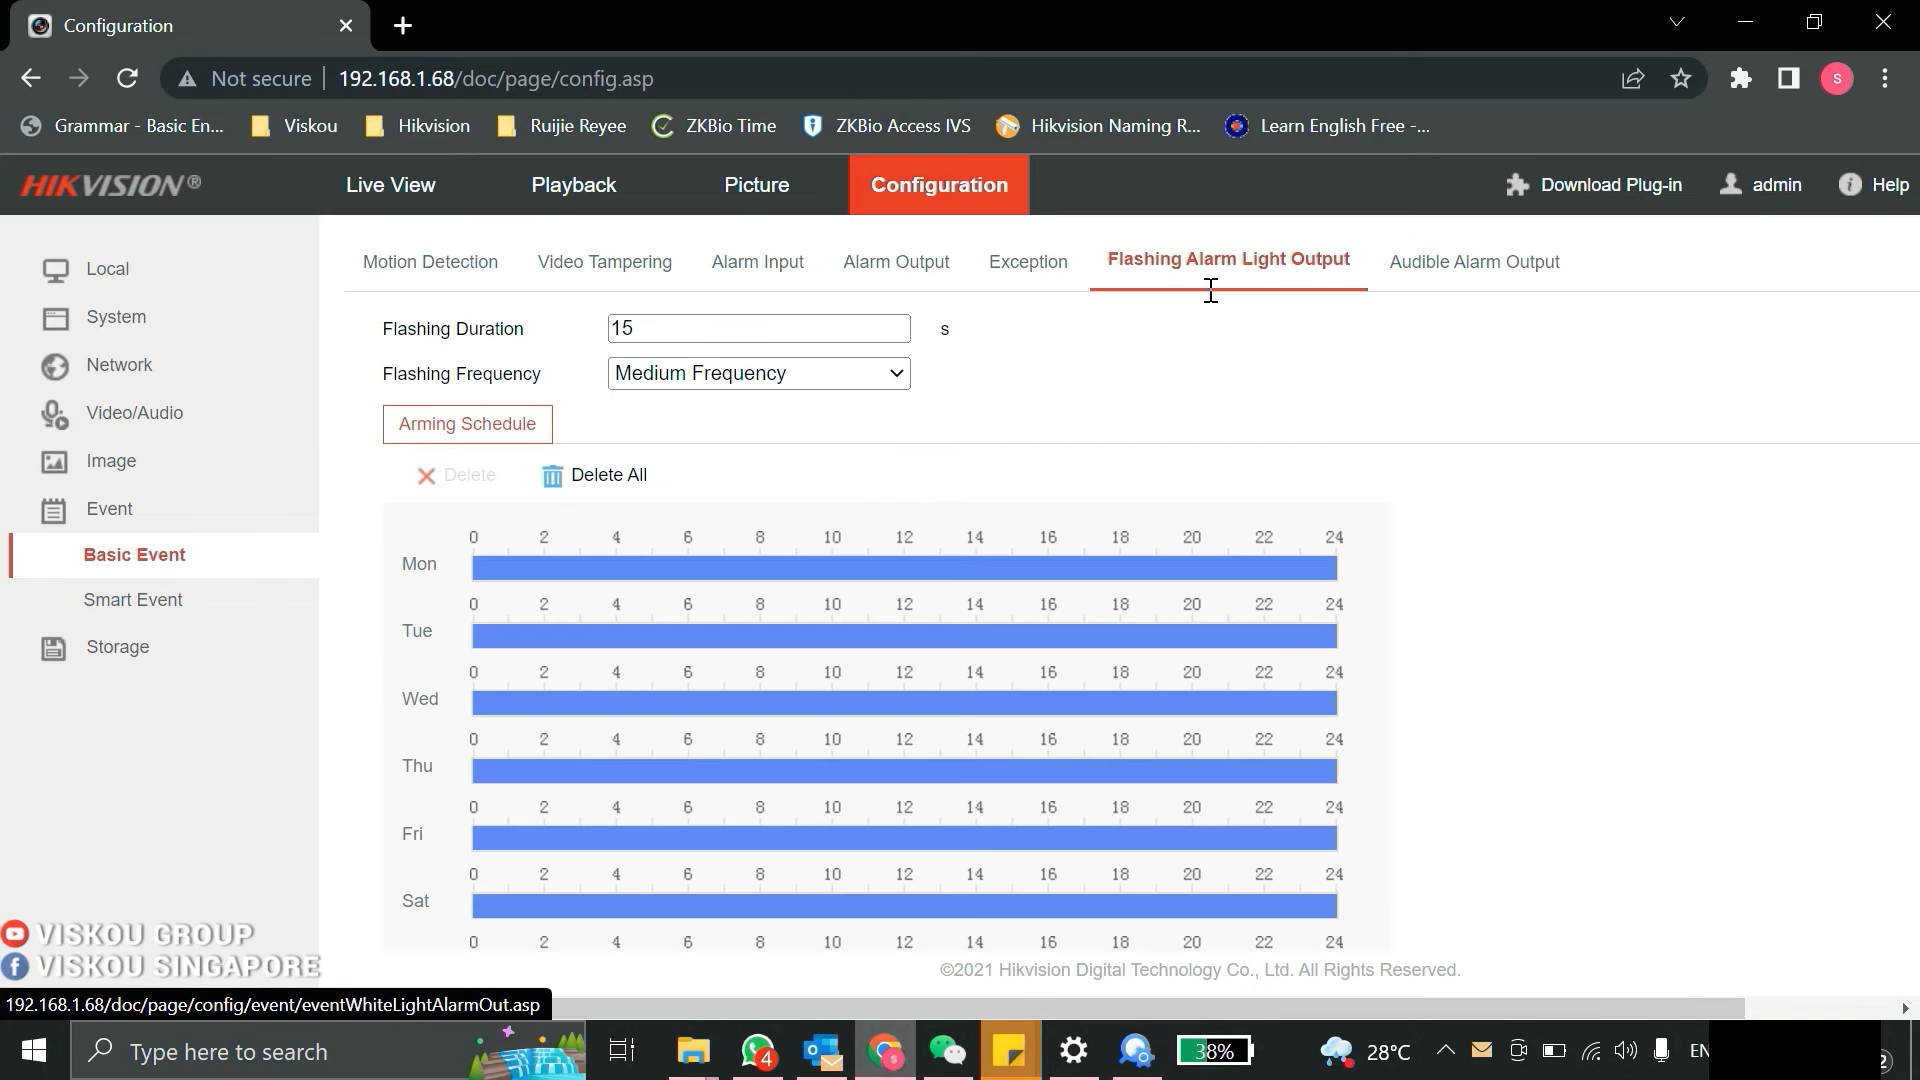 Configuration
Not secure 192.168.1.68/doc/page/config.asp
S
Grammar - Basic En... Viskou Hikvision Ruijie Reyee ZKBio Time ZKBio Access IVS Hikvision Naming R... Learn English Free -...
HIKVISION® Live View Playback Picture Configuration Download Plug-in admin Help
Local
System
Network
Video/Audio
Image
Event
Basic Event
Smart Event
Storage
Motion Detection Video Tampering Alarm Input Alarm Output Exception Flashing Alarm Light Output Audible Alarm Output
Flashing Duration 15 s
Flashing Frequency Medium Frequency
Arming Schedule
Delete Delete All
0 2 4 6 8 10 12 14 16 18 20 22 24
Mon
0 2 4 6 8 10 12 14 16 18 20 22 24
Tue
0 2 4 6 8 10 12 14 16 18 20 22 24
Wed
0 2 4 6 8 10 12 14 16 18 20 22 24
Thu
0 2 4 6 8 10 12 14 16 18 20 22 24
Fri
0 2 4 6 8 10 12 14 16 18 20 22 24
Sat
0 2 4 6 8 10 12 14 16 18 20 22 24
©2021 Hikvision Digital Technology Co., Ltd. All Rights Reserved.
VISKOU GROUP
VISKOU SINGAPORE
192.168.1.68/doc/page/config/event/eventWhiteLightAlarmOut.asp
Type here to search 4 S 38% 28°C EN 2